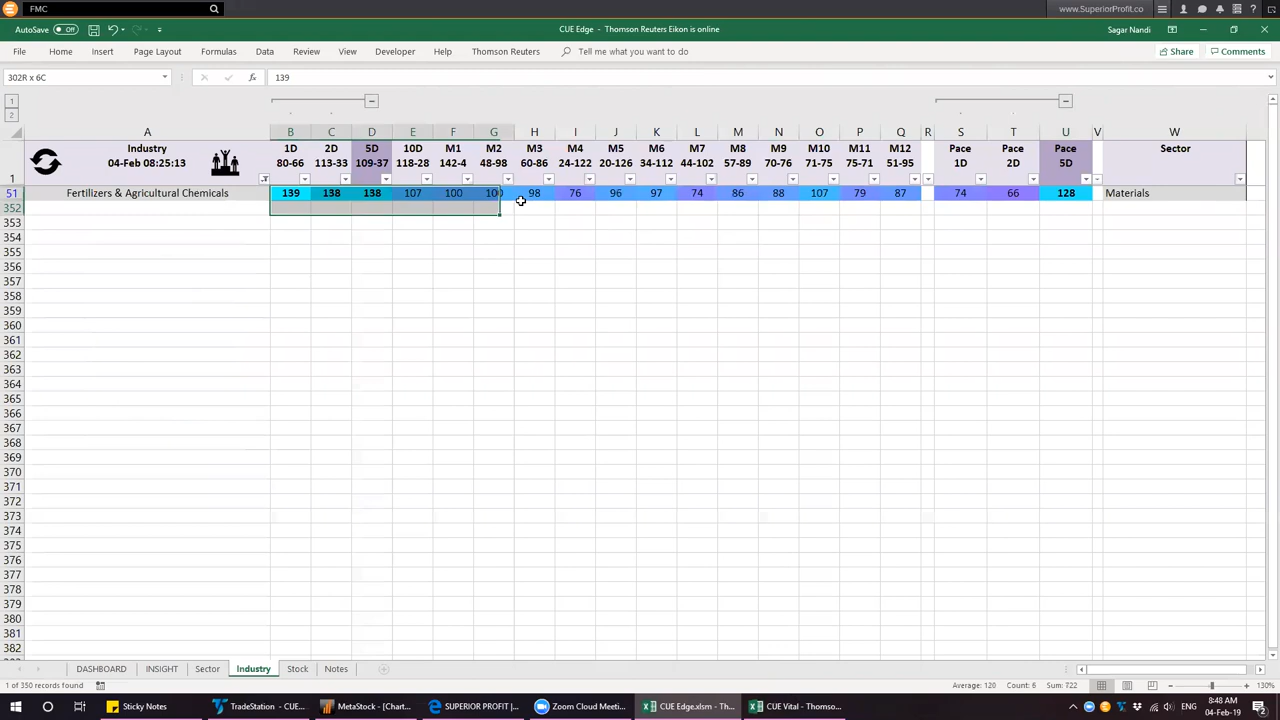 FMC
www.SuperiorProfit.co
AutoSave Off
CUE Edge - Thomson Reuters Eikon is online
Sagar Nandi
File Home Insert Page Layout Formulas Data Review View Developer Help Thomson Reuters Tell me what you want to do Share Comments
302R x 6C 139
1
2
A B C D E F G H I J K L M N O P Q R S T U V W
Industry 1D 2D 5D 10D M1 M2 M3 M4 M5 M6 M7 M8 M9 M10 M11 M12 Pace Pace Pace Sector
04-Feb 08:25:13 80-66 113-33 109-37 118-28 142-4 48-98 60-86 24-122 20-126 34-112 44-102 57-89 70-76 71-75 75-71 51-95 1D 2D 5D
1
51 Fertilizers & Agricultural Chemicals 139 138 138 107 100 100 98 76 96 97 74 86 88 107 79 87 74 66 128 Materials
352
353
354
355
356
357
358
359
360
361
362
363
364
365
366
367
368
369
370
371
372
373
375
376
377
378
379
380
381
382
DASHBOARD INSIGHT Sector Industry Stock Notes
1 of 350 records found Average: 120 Count: 6 Sum: 722 130%
Sticky Notes TradeStation - CUE... MetaStock - [Chart... SUPERIOR PROFIT |... Zoom Cloud Meeti... CUE Edge.xlsm - Th... CUE Vital - Thomso... 8:48 AM
04-Feb-19